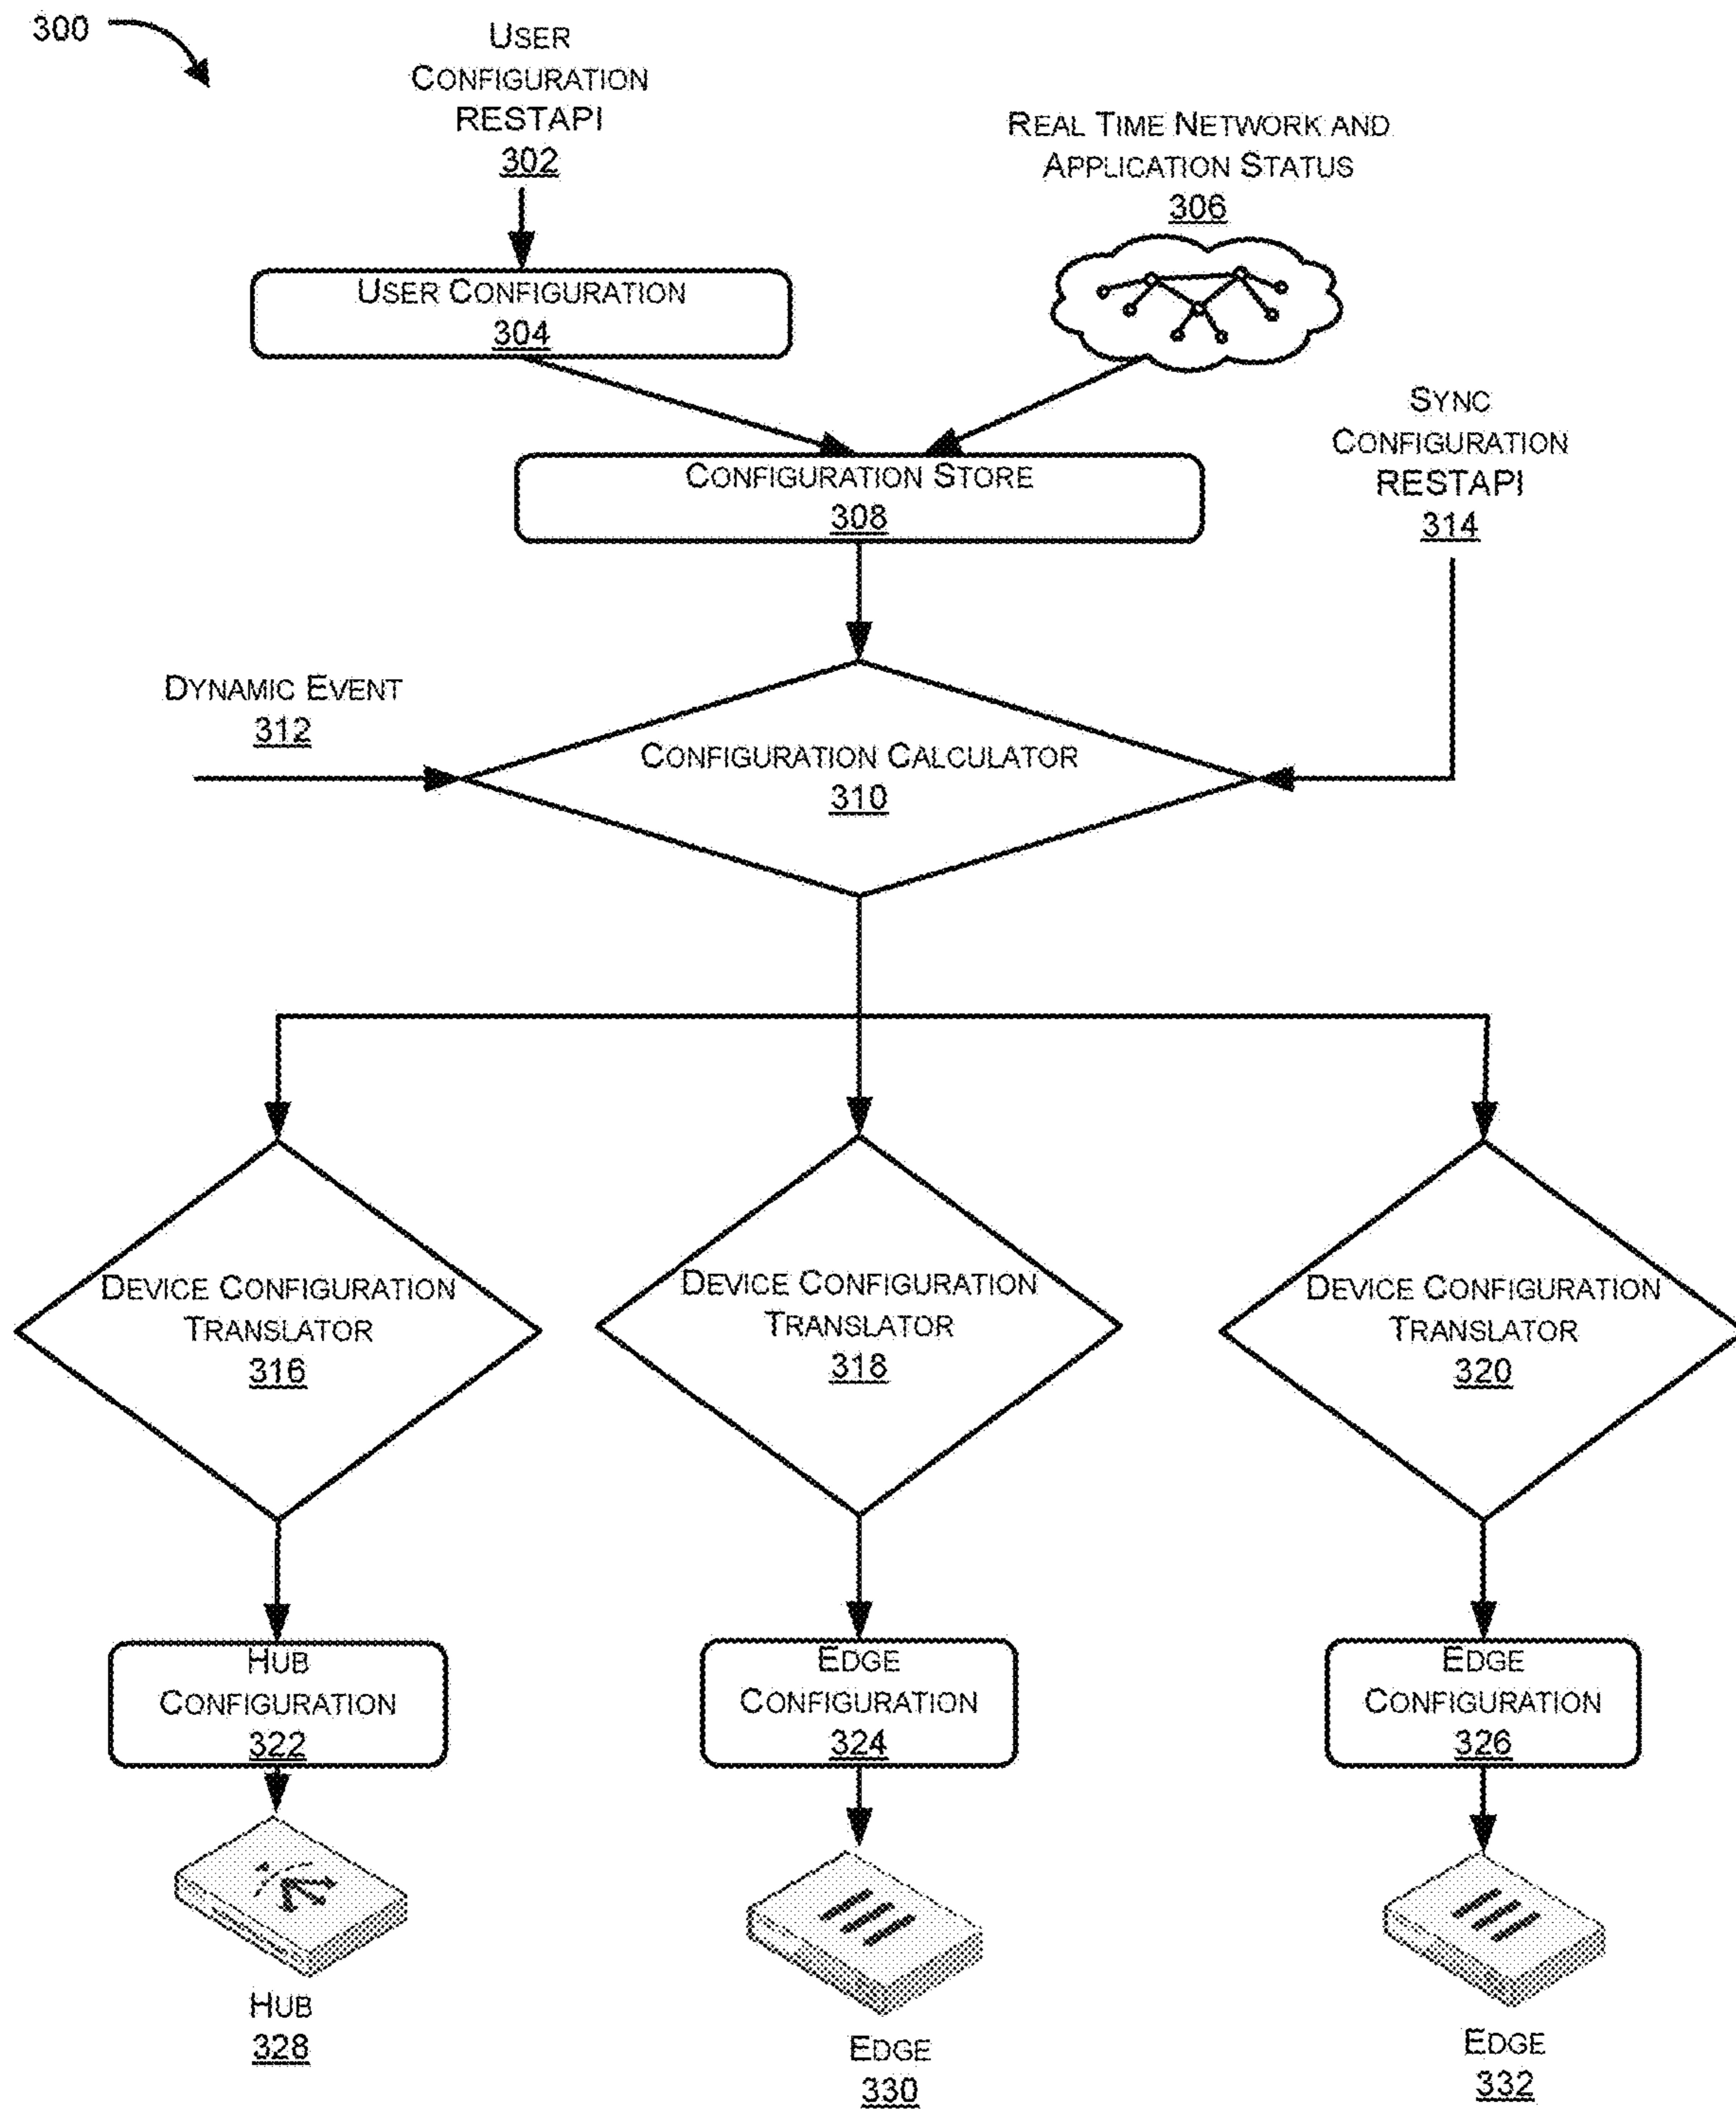 300
User
Configuration
RESTAPI
302
Real Time Network and
Application Status
306
User Configuration
304
Sync
Configuration
RESTAPI
314
Configuration Store
308
Dynamic Event
312
Configuration Calculator
310
Device Configuration
Translator
316
Device Configuration
Translator
318
Device Configuration
Translator
320
Hub
Configuration
322
Edge
Configuration
324
Edge
Configuration
326
Hub
328
Edge
330
Edge
332